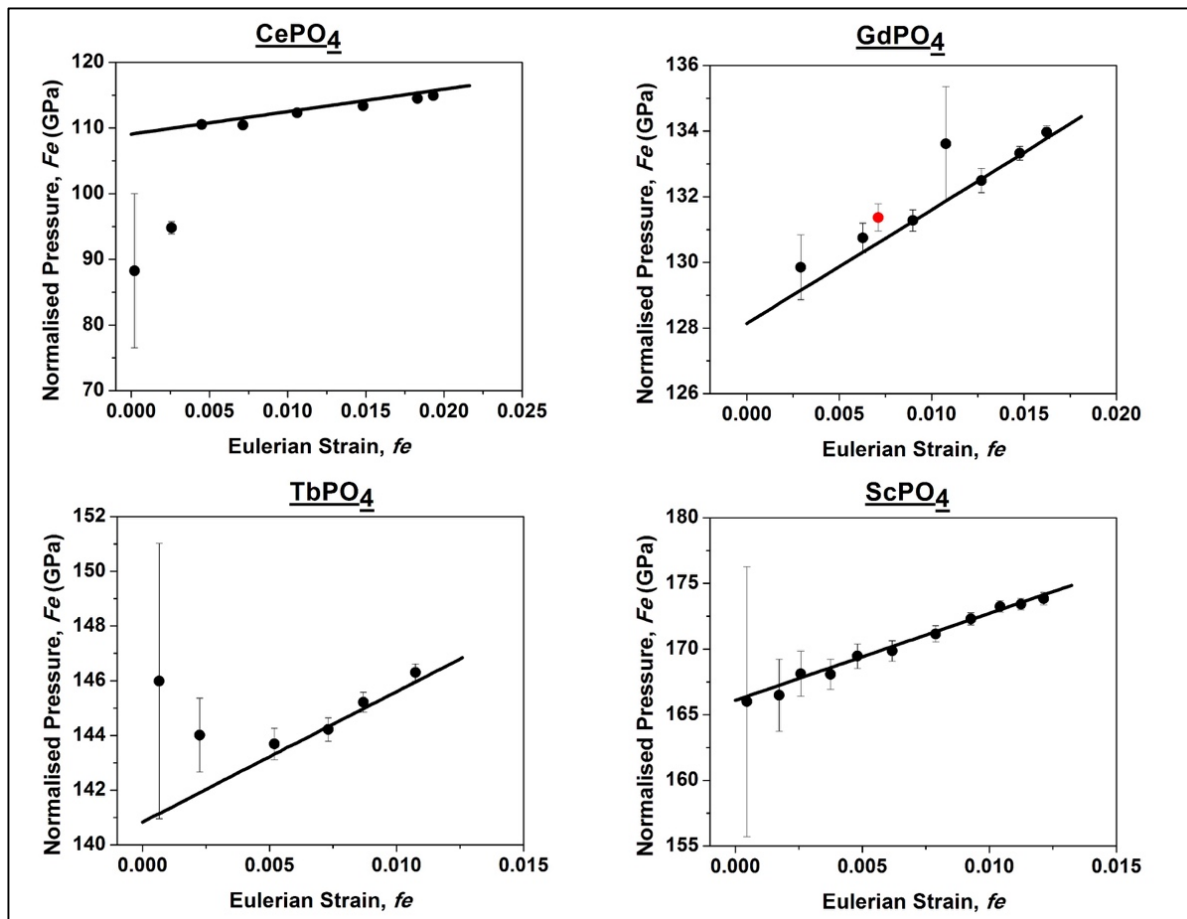 CePO4
120
110
100
90
80
70
Normalised Pressure, Fe (GPa)
0.000 0.005 0.010 0.015 0.020 0.025
Eulerian Strain, fe
GdPO4
136
134
132
130
128
126
Normalised Pressure, Fe (GPa)
0.000 0.005 0.010 0.015 0.020
Eulerian Strain, fe
TbPO4
152
150
148
146
144
142
140
Normalised Pressure, Fe (GPa)
0.000 0.005 0.010 0.015
Eulerian Strain, fe
ScPO4
180
175
170
165
160
155
Normalised Pressure, Fe (GPa)
0.000 0.005 0.010 0.015
Eulerian Strain, fe